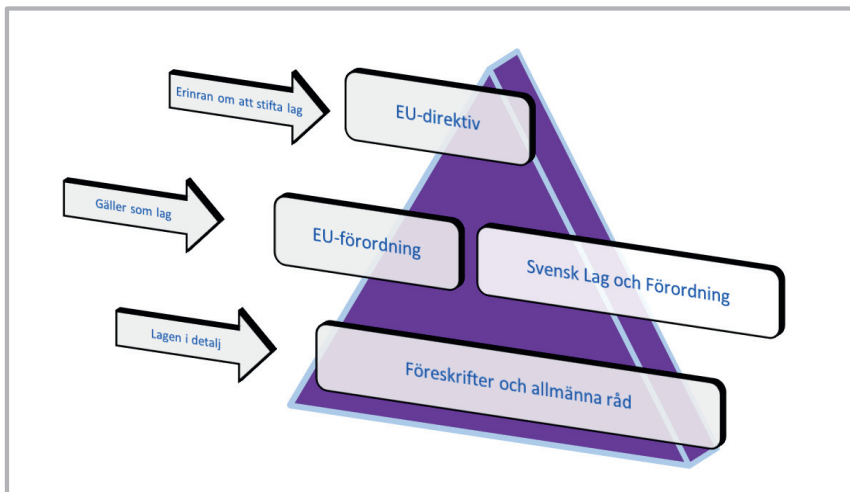 Erinran om att stifta lag
EU-direktiv
Gäller som lag
EU-förordning
Svensk Lag och Förordning
Lagen i detalj
Föreskrifter och allmänna råd